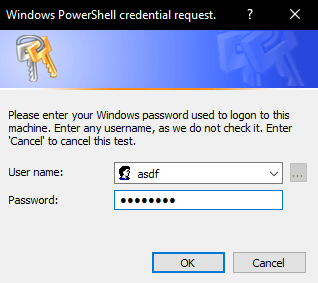 Windows PowerShell credential request.
Please enter your Windows password used to logon to this
machine. Enter any username, as we do not check it. Enter
'Cancel' to cancel this test.
User name: asdf
Password: ●●●●●●●●
...
OK Cancel